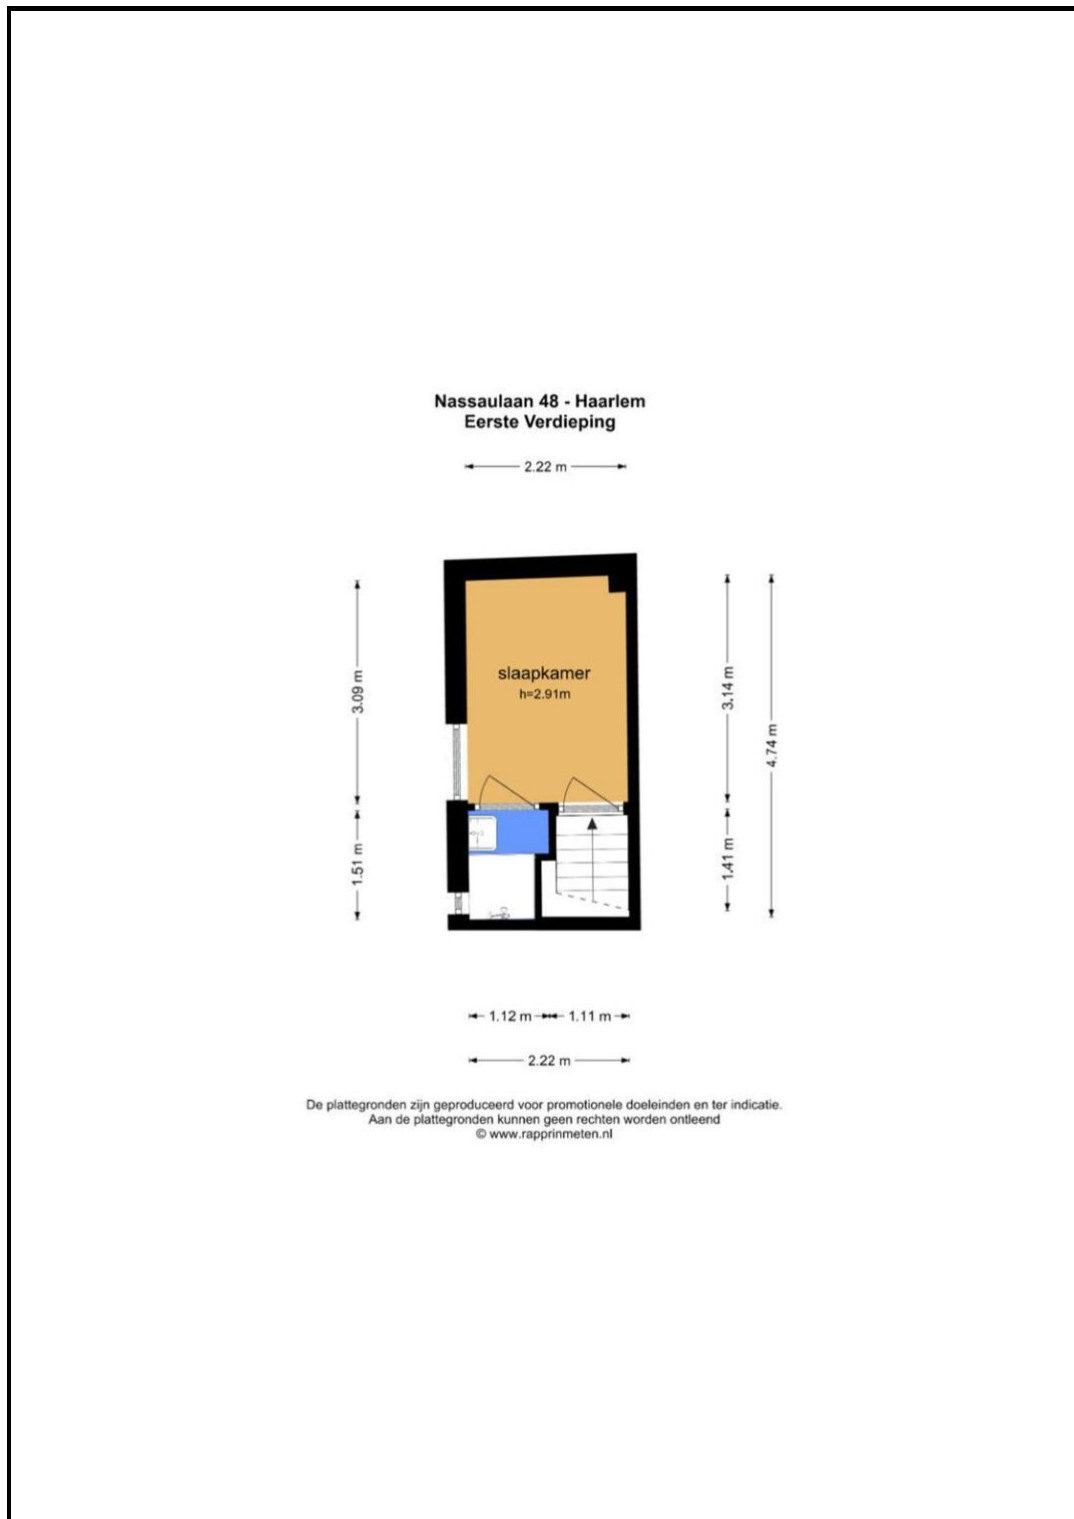 Nassaulaan 48 - Haarlem
Eerste Verdieping
2.22 m
slaapkamer
h=2.91m
3.09 m
3.14 m
4.74 m
1.51 m
1.41 m
1.12 m
1.11 m
2.22 m
De plattegronden zijn geproduceerd voor promotionele doeleinden en ter indicatie.
Aan de plattegronden kunnen geen rechten worden ontleend
© www.rapprinmeten.nl